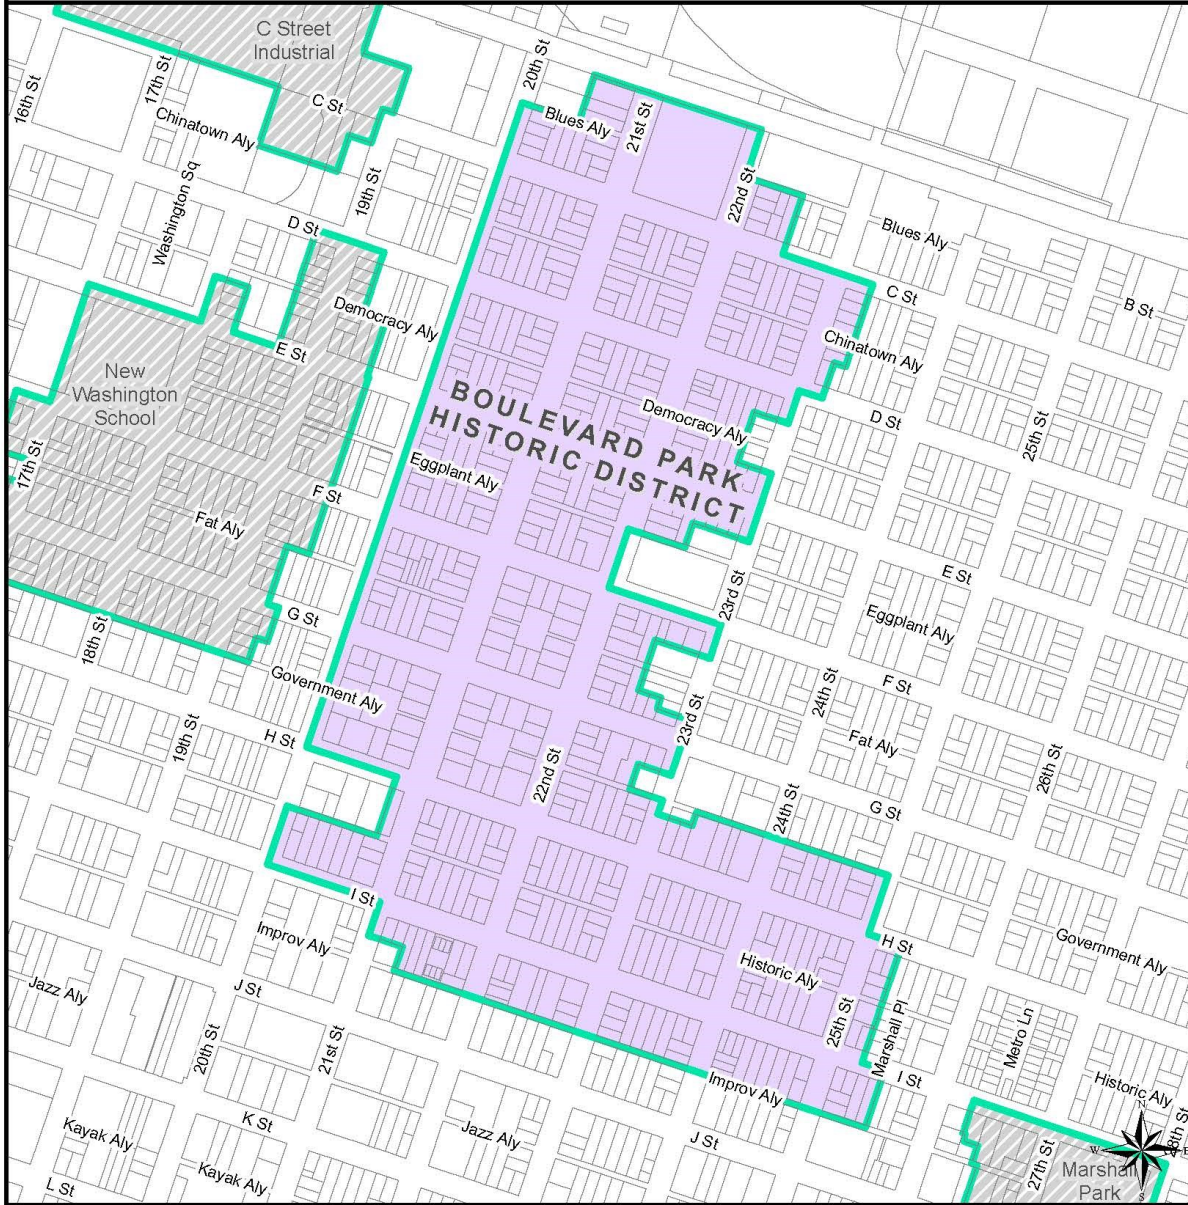 C Street
Industrial
20th St
17th St
16th St
C St
Chinatown Aly
Blues Aly
21st St
Washington Sq
19th St
22nd St
D St
Blues Aly
C St
B St
Democracy Aly
E St
Chinatown Aly
New
Washington
School
BOULEVARD PARK
HISTORIC DISTRICT
Democracy Aly
D St
25th St
17th St
Eggplant Aly
F St
Fat Aly
E St
23rd St
Eggplant Aly
G St
18th St
Government Aly
F St
24th St
23rd St
19th St
H St
Fat Aly
22nd St
26th St
24th St
G St
I St
Improv Aly
H St
Government Aly
Historic Aly
Jazz Aly
J St
25th St
Marshall Pl
Metro Ln
20th St
21st St
I St
Improv Aly
Historic Aly
N
28th St
K St
Kayak Aly
Jazz Aly
J St
W
E
27th St
Marshall
Park
Kayak Aly
L St
S